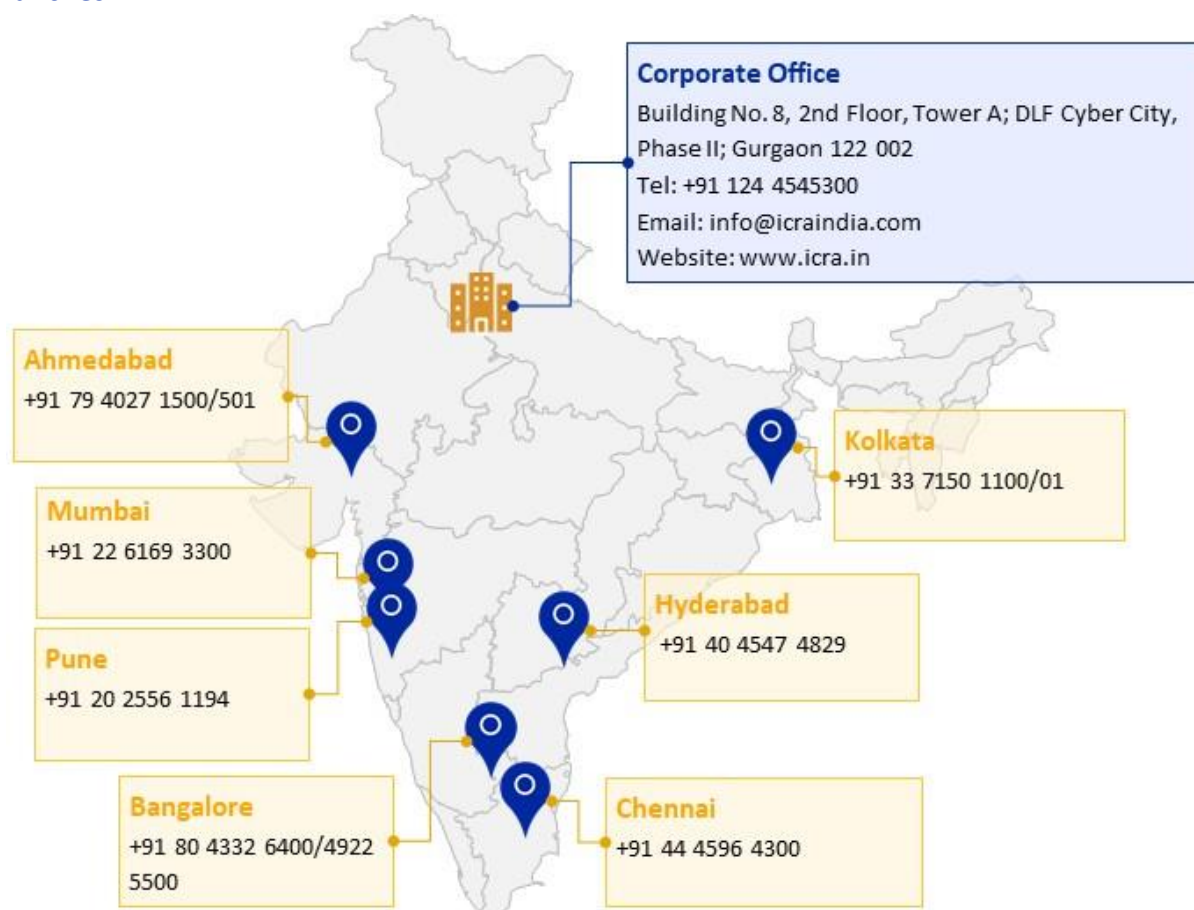 Corporate Office
Building No. 8, 2nd Floor, Tower A; DLF Cyber City,
Phase II; Gurgaon 122 002
Tel: +91 124 4545300
Email: info@icraindia.com
Website: www.icra.in
Ahmedabad
+91 79 4027 1500/501
Kolkata
+91 33 7150 1100/01
Mumbai
+91 22 6169 3300
Hyderabad
+91 40 4547 4829
Pune
+91 20 2556 1194
Bangalore
+91 80 4332 6400/4922
5500
Chennai
+91 44 4596 4300